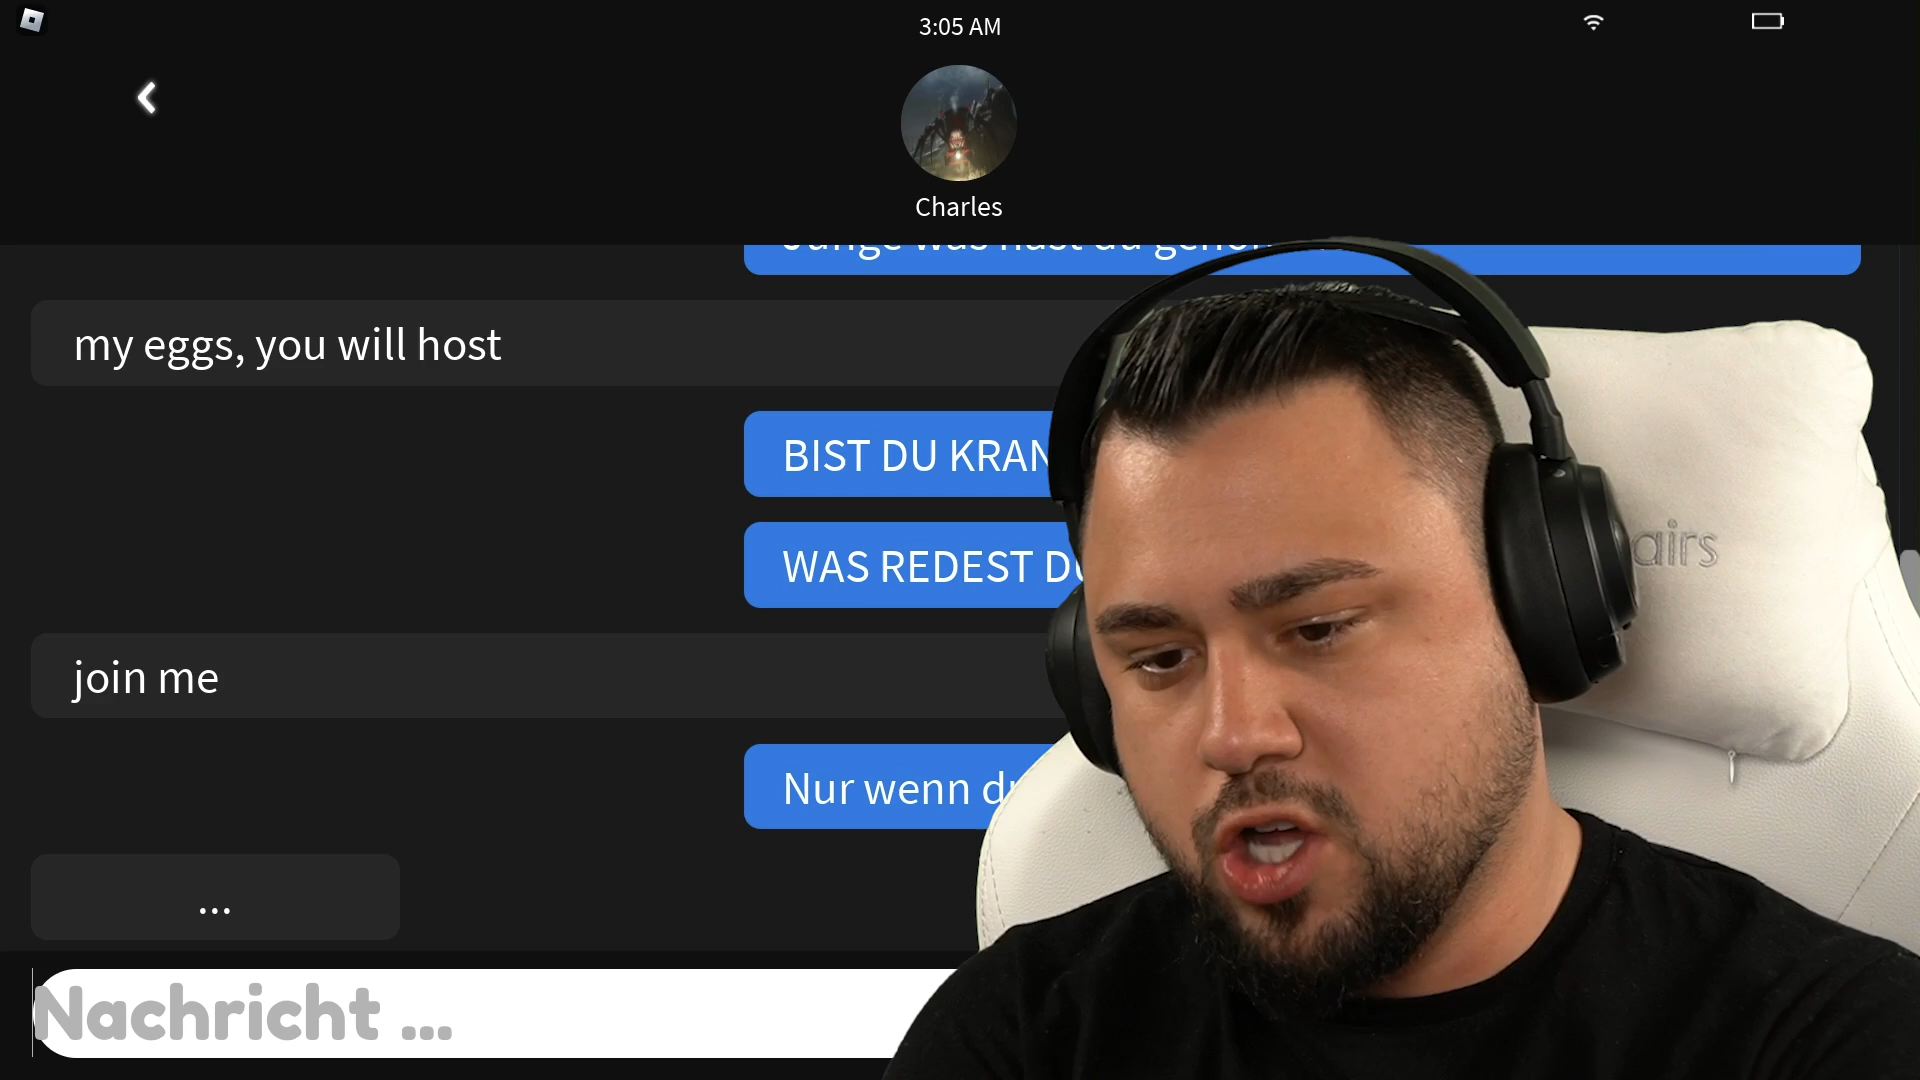 3:05 AM
Charles
my eggs, you will host
BIST DU
WAS REDEST
join me
Nur wenn
...
Nachricht ...
airs